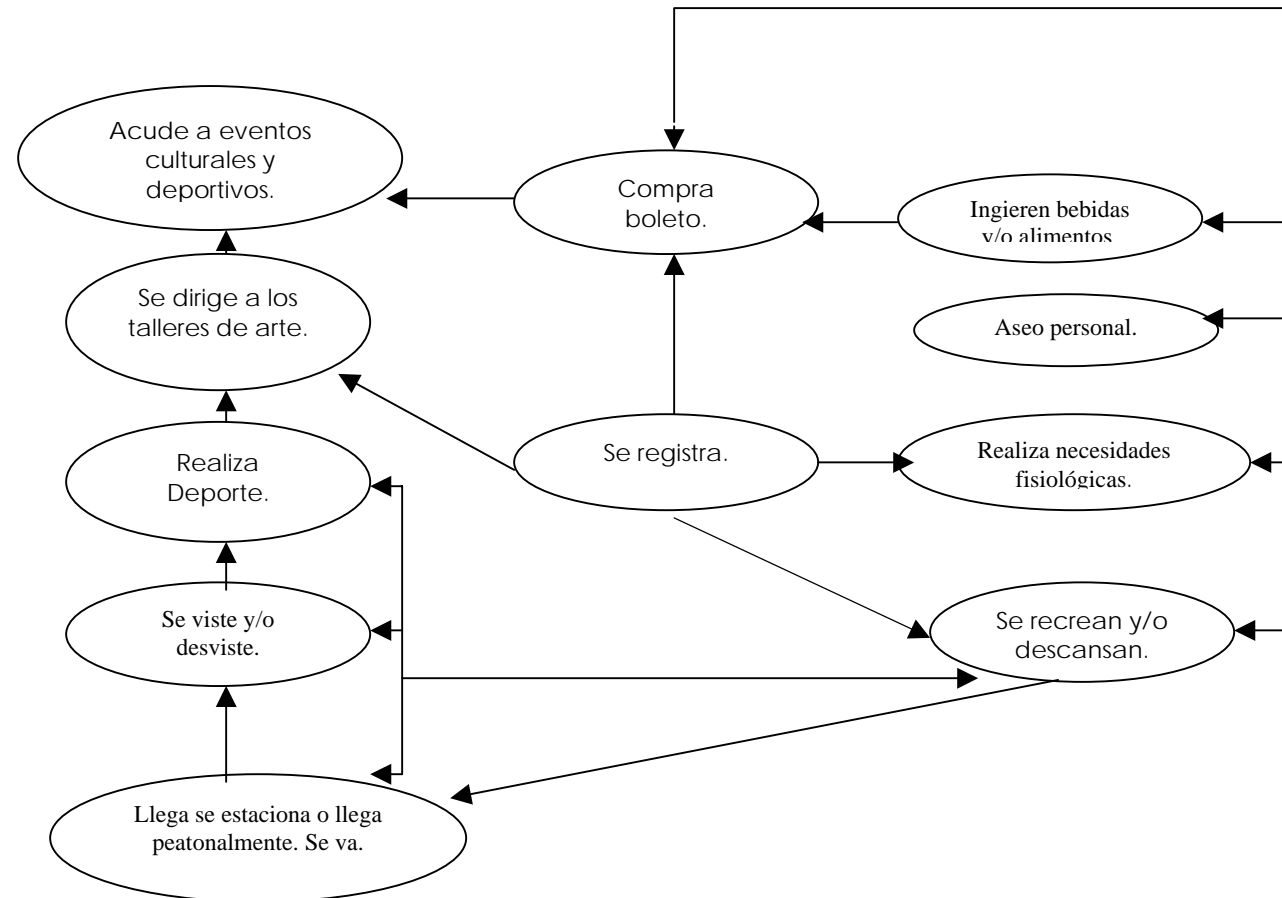 Acude a eventos
culturales y
deportivos.
Compra
boleto.
Ingieren bebidas
y/o alimentos
Se dirige a los
talleres de arte.
Aseo personal.
Realiza
Deporte.
Se registra.
Realiza necesidades
fisiológicas.
Se viste y/o
desviste.
Se recrean y/o
descansan.
Llega se estaciona o llega
peatonalmente. Se va.